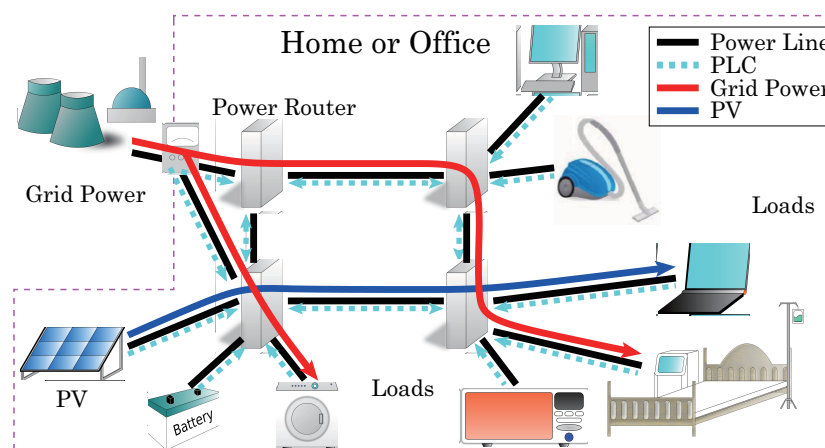 Home or Office
Power Line
PLC
Grid Power
PV
Power Router
Grid Power
Loads
PV
Battery
Loads